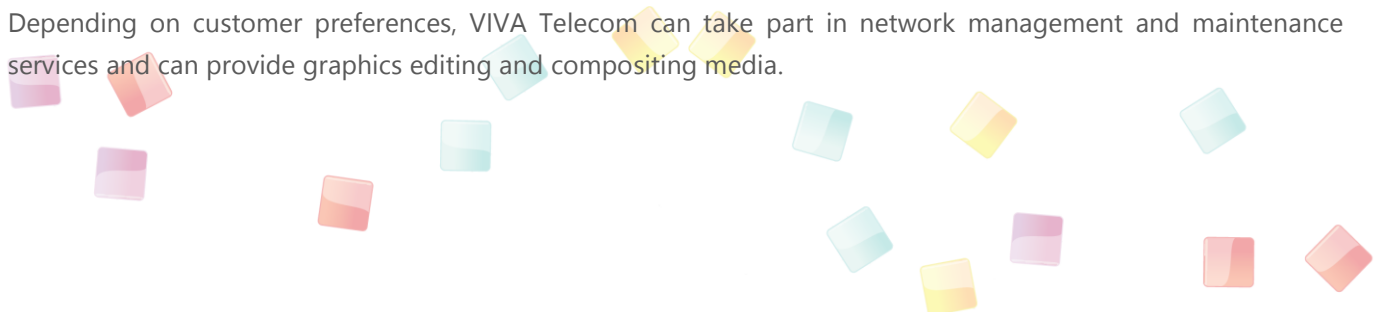 Depending on customer preferences, VIVA Telecom can take part in network management and maintenance
services and can provide graphics editing and compositing media.